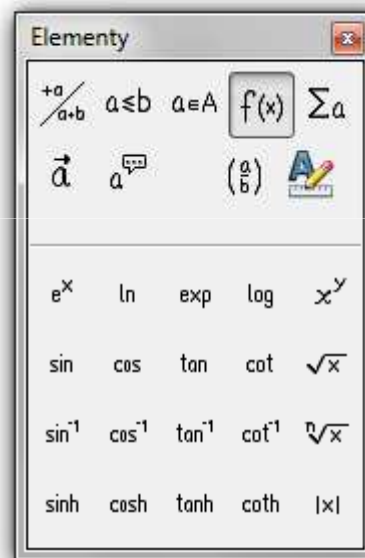 Elementy
+a/a+b a≤b a∈A f(x) Σa
a⃗ a (a/b) A
eˣ ln exp log xʸ
sin cos tan cot √x
sin⁻¹ cos⁻¹ tan⁻¹ cot⁻¹ ⁿ√x
sinh cosh tanh coth |x|